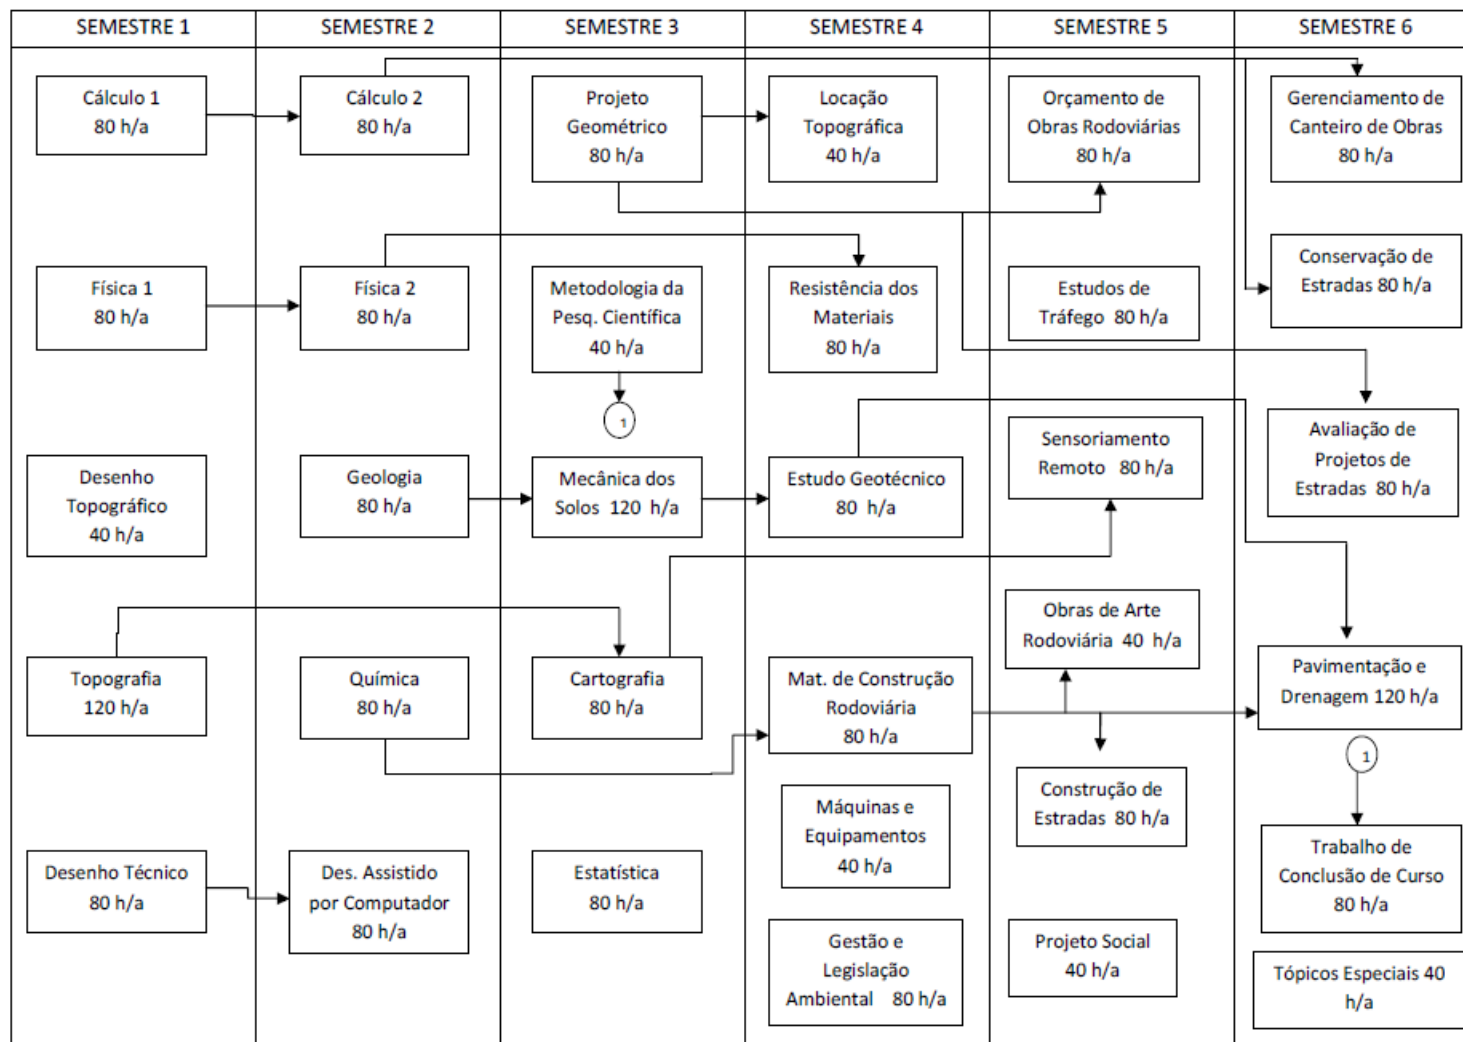 SEMESTRE 1
SEMESTRE 2
SEMESTRE 3
SEMESTRE 4
SEMESTRE 5
SEMESTRE 6
Cálculo 1
80 h/a
Física 1
80 h/a
Desenho
Topográfico
40 h/a
Topografia
120 h/a
Desenho Técnico
80 h/a
Cálculo 2
80 h/a
Física 2
80 h/a
Geologia
80 h/a
Química
80 h/a
Des. Assistido
por Computador
80 h/a
Projeto
Geométrico
80 h/a
Metodologia da
Pesq. Científica
40 h/a
1
Mecânica dos
Solos 120 h/a
Cartografia
80 h/a
Estatística
80 h/a
Locação
Topográfica
40 h/a
Resistência dos
Materiais
80 h/a
Estudo Geotécnico
80 h/a
Mat. de Construção
Rodoviária
80 h/a
Máquinas e
Equipamentos
40 h/a
Gestão e
Legislação
Ambiental 80 h/a
Orçamento de
Obras Rodoviárias
80 h/a
Estudos de
Tráfego 80 h/a
Sensoriamento
Remoto 80 h/a
Obras de Arte
Rodoviária 40 h/a
Construção de
Estradas 80 h/a
Projeto Social
40 h/a
Gerenciamento de
Canteiro de Obras
80 h/a
Conservação de
Estradas 80 h/a
Avaliação de
Projetos de
Estradas 80 h/a
Pavimentação e
Drenagem 120 h/a
1
Trabalho de
Conclusão de Curso
80 h/a
Tópicos Especiais 40
h/a